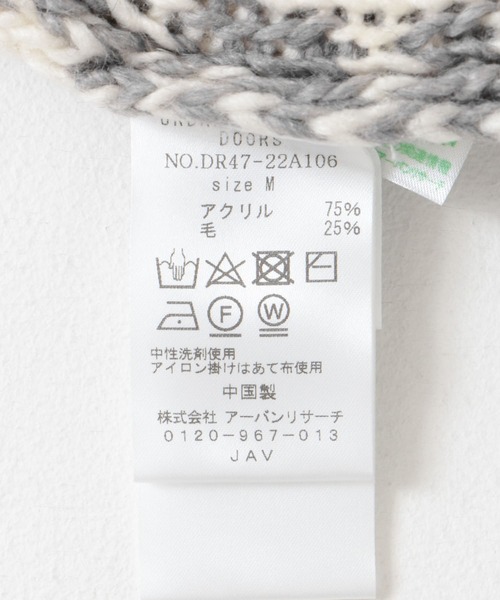 DOORS
NO.DR47-22A106
size M
アクリル 75%
毛 25%
F W
中性洗剤使用
アイロン掛けはあて布使用
中国製
株式会社 アーバンリサーチ
0120-967-013
JAV